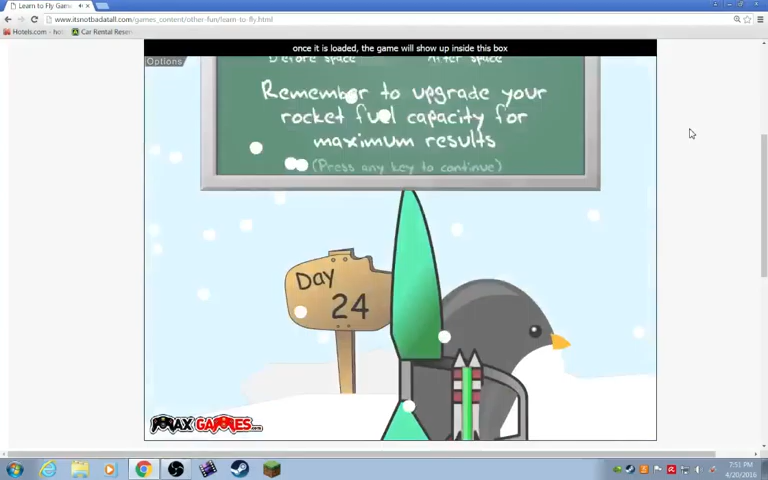 Learn to Fly Game
www.itsnotbadatall.com/games_content/other-fun/learn-to-fly.html
Hotels.com - hot
Car Rental Reser
once it is loaded, the game will show up inside this box
Options
Before space After space
Remember to upgrade your
rocket fuel capacity for
maximum results
(Press any key to continue)
Day
24
MAX GAMES.com
7:51 PM
4/20/2016